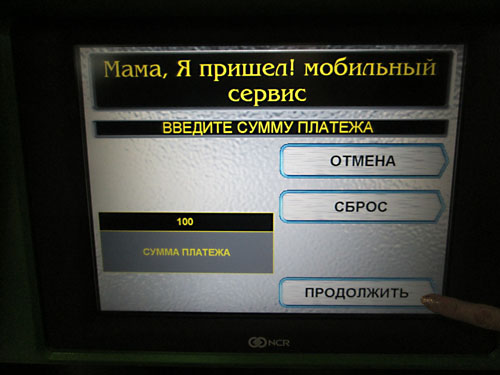 Мама, Я пришел! мобильный
сервис
ВВЕДИТЕ СУММУ ПЛАТЕЖА
ОТМЕНА
СБРОС
100
СУММА ПЛАТЕЖА
ПРОДОЛЖИТЬ
NCR